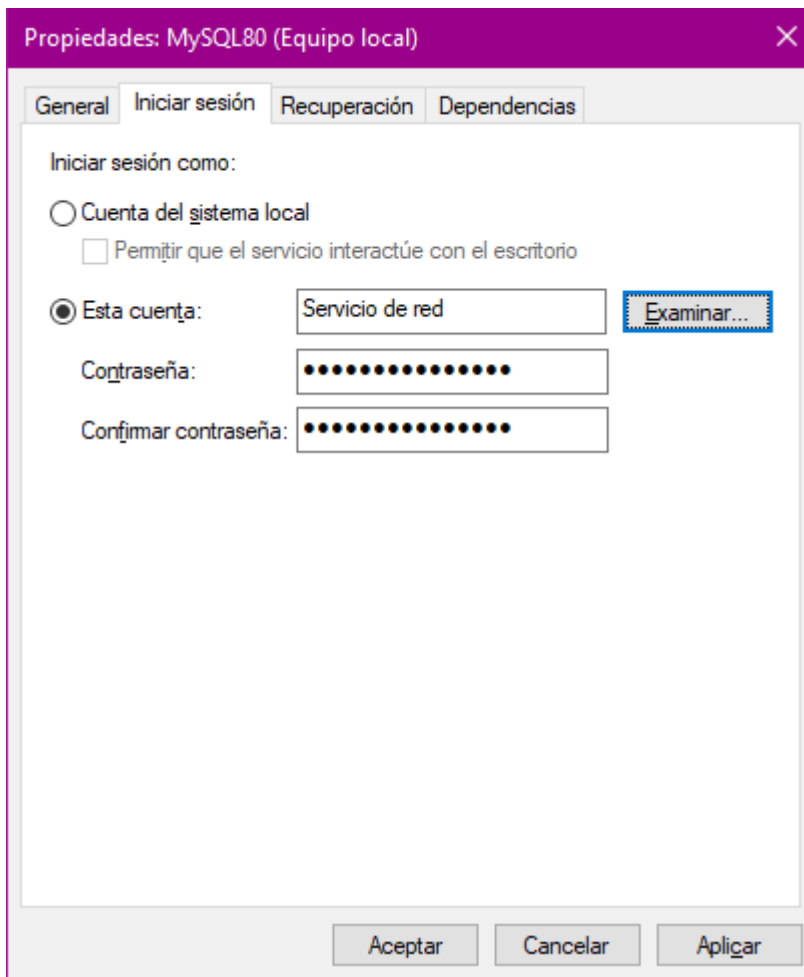 Propiedades: MySQL80 (Equipo local)
General Iniciar sesión Recuperación Dependencias
Iniciar sesión como:
Cuenta del sistema local
Permitir que el servicio interactúe con el escritorio
Esta cuenta: Servicio de red Examinar...
Contraseña: ●●●●●●●●●●●●●●●
Confirmar contraseña: ●●●●●●●●●●●●●●●
Aceptar Cancelar Aplicar